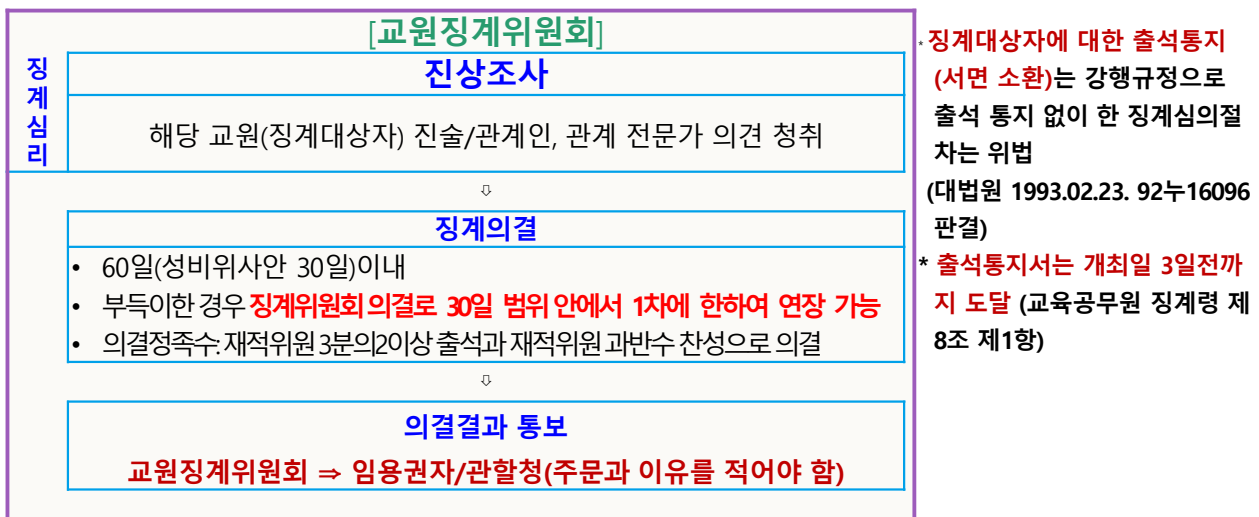 [교원징계위원회]
징계심리
진상조사
해당 교원(징계대상자) 진술/관계인, 관계 전문가 의견 청취
⇩
징계의결
• 60일(성비위사안 30일)이내
• 부득이한 경우 징계위원회 의결로 30일 범위 안에서 1차에 한하여 연장 가능
• 의결정족수: 재적위원 3분의2이상 출석과 재적위원 과반수 찬성으로 의결
⇩
의결결과 통보
교원징계위원회 ⇒ 임용권자/관할청(주문과 이유를 적어야 함)
* 징계대상자에 대한 출석통지
(서면 소환)는 강행규정으로
출석 통지 없이 한 징계심의절
차는 위법
(대법원 1993.02.23. 92누16096
판결)
* 출석통지서는 개최일 3일전까
지 도달 (교육공무원 징계령 제
8조 제1항)